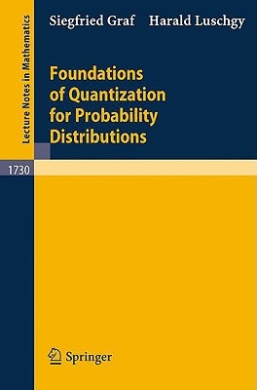 Siegfried Graf Harald Luschgy
Lecture Notes in Mathematics
Foundations
of Quantization
for Probability
Distributions
1730
Springer